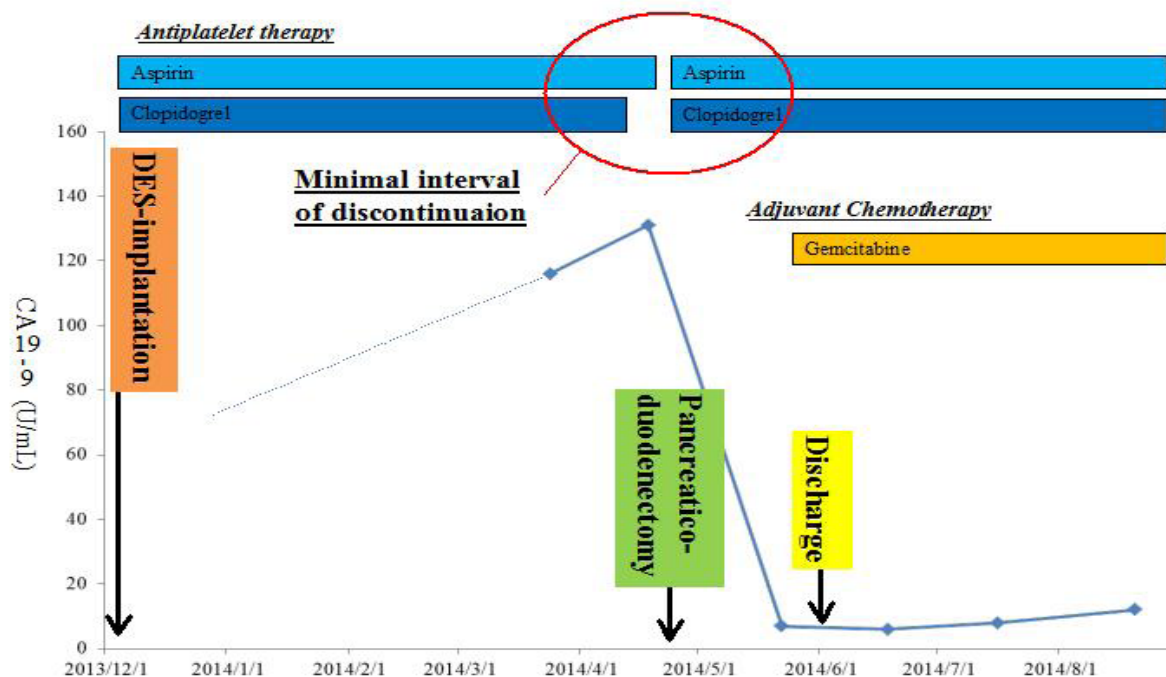 Antiplatelet therapy
Aspirin
Aspirin
Clopidogrel
Clopidogrel
160
140
120
100
80
60
40
20
0
CA 19-9 (U/mL)
DES-implantation
Minimal interval
of discontinuaion
Adjuvant Chemotherapy
Gemcitabine
Pancreatico-
duodenectomy
Discharge
2013/12/1
2014/1/1
2014/2/1
2014/3/1
2014/4/1
2014/5/1
2014/6/1
2014/7/1
2014/8/1